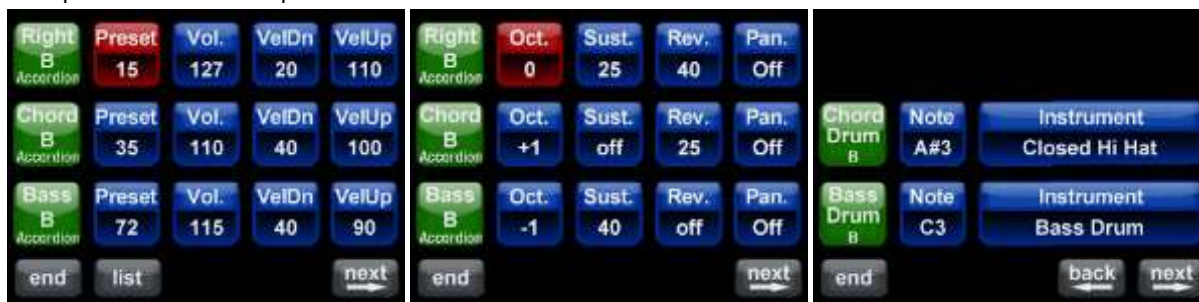 Right B Accordion Preset 15 Vol. 127 VelDn 20 VelUp 110
Chord B Accordion Preset 35 Vol. 110 VelDn 40 VelUp 100
Bass B Accordion Preset 72 Vol. 115 VelDn 40 VelUp 90
end list next
Right B Accordion Oct. 0 Sust. 25 Rev. 40 Pan. Off
Chord B Accordion Oct. +1 Sust. off Rev. 25 Pan. Off
Bass B Accordion Oct. -1 Sust. 40 Rev. off Pan. Off
end next
Chord Drum B Note A#3 Instrument Closed Hi Hat
Bass Drum B Note C3 Instrument Bass Drum
end back next